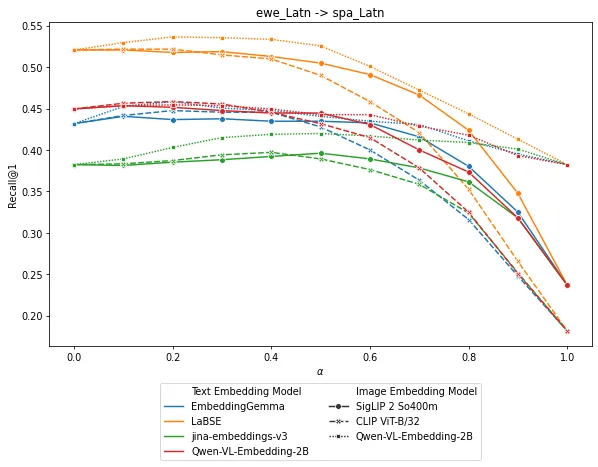 ewe_Latn -> spa_Latn
0.55
0.50
0.45
0.40
0.35
0.30
0.25
0.20
Recall@1
0.0 0.2 0.4 0.6 0.8 1.0
α
Text Embedding Model
EmbeddingGemma
LaBSE
jina-embeddings-v3
Qwen-VL-Embedding-2B
Image Embedding Model
SigLIP 2 So400m
CLIP ViT-B/32
Qwen-VL-Embedding-2B